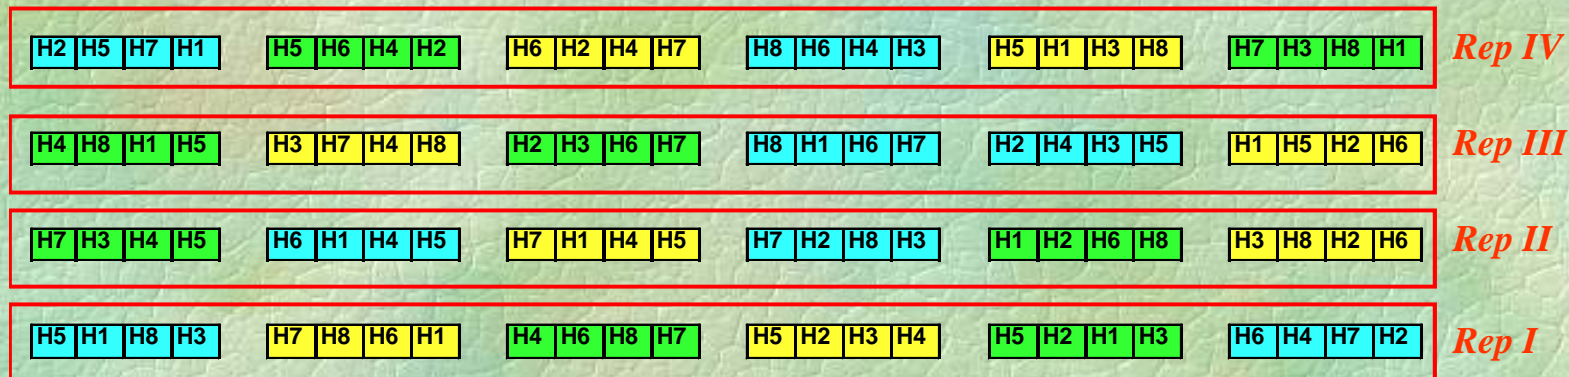 H2 H5 H7 H1 H5 H6 H4 H2 H6 H2 H4 H7 H8 H6 H4 H3 H5 H1 H3 H8 H7 H3 H8 H1 Rep IV
H4 H8 H1 H5 H3 H7 H4 H8 H2 H3 H6 H7 H8 H1 H6 H7 H2 H4 H3 H5 H1 H5 H2 H6 Rep III
H7 H3 H4 H5 H6 H1 H4 H5 H7 H1 H4 H5 H7 H2 H8 H3 H1 H2 H6 H8 H3 H8 H2 H6 Rep II
H5 H1 H8 H3 H7 H8 H6 H1 H4 H6 H8 H7 H5 H2 H3 H4 H5 H2 H1 H3 H6 H4 H7 H2 Rep I